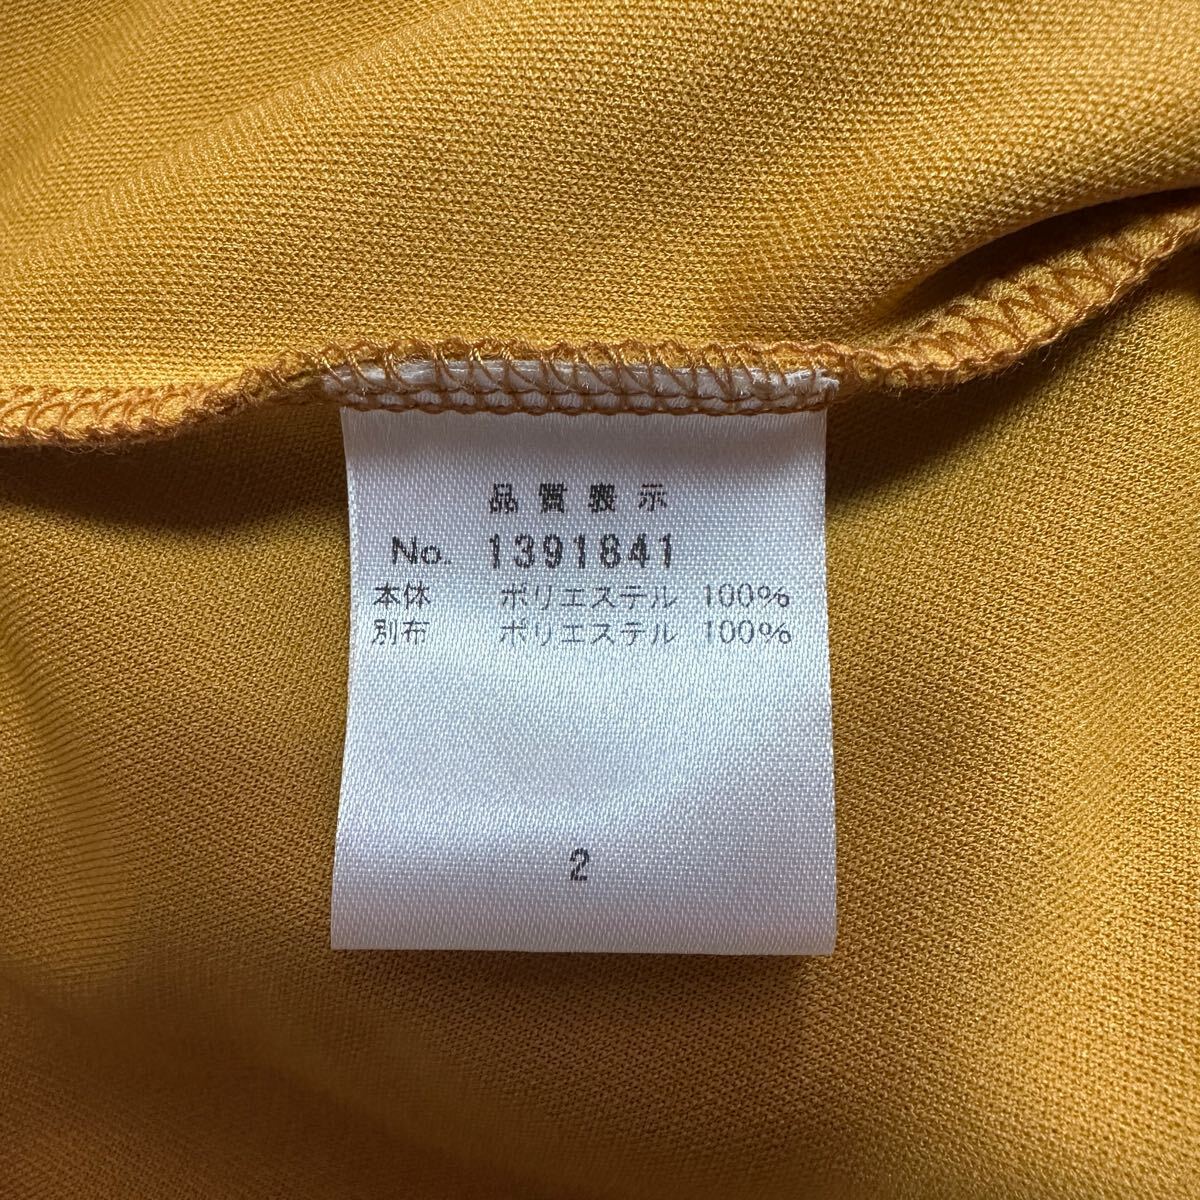 品質表示
No. 1391841
本体 ポリエステル 100%
別布 ポリエステル 100%
2